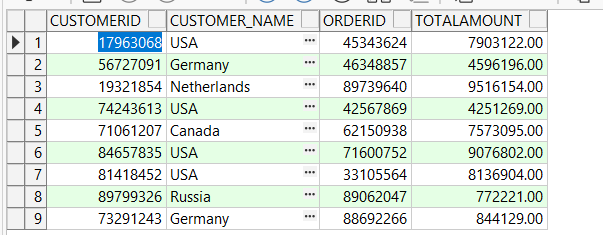 CUSTOMERID CUSTOMER_NAME ORDERID TOTALAMOUNT
1 17963068 USA ... 45343624 7903122.00
2 56727091 Germany ... 46348857 4596196.00
3 19321854 Netherlands ... 89739640 9516154.00
4 74243613 USA ... 42567869 4251269.00
5 71061207 Canada ... 62150938 7573095.00
6 84657835 USA ... 71600752 9076802.00
7 81418452 USA ... 33105564 8136904.00
8 89799326 Russia ... 89062047 772221.00
9 73291243 Germany ... 88692266 844129.00